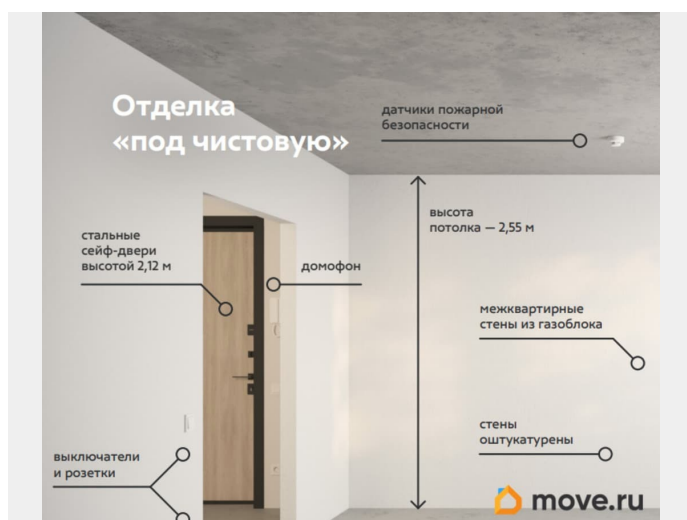 Отделка
«под чистовую»
датчики пожарной
безопасности
высота
потолка — 2,55 м
стальные
сейф-двери
высотой 2,12 м
домофон
межквартирные
стены из газоблока
стены
оштукатурены
выключатели
и розетки
move.ru